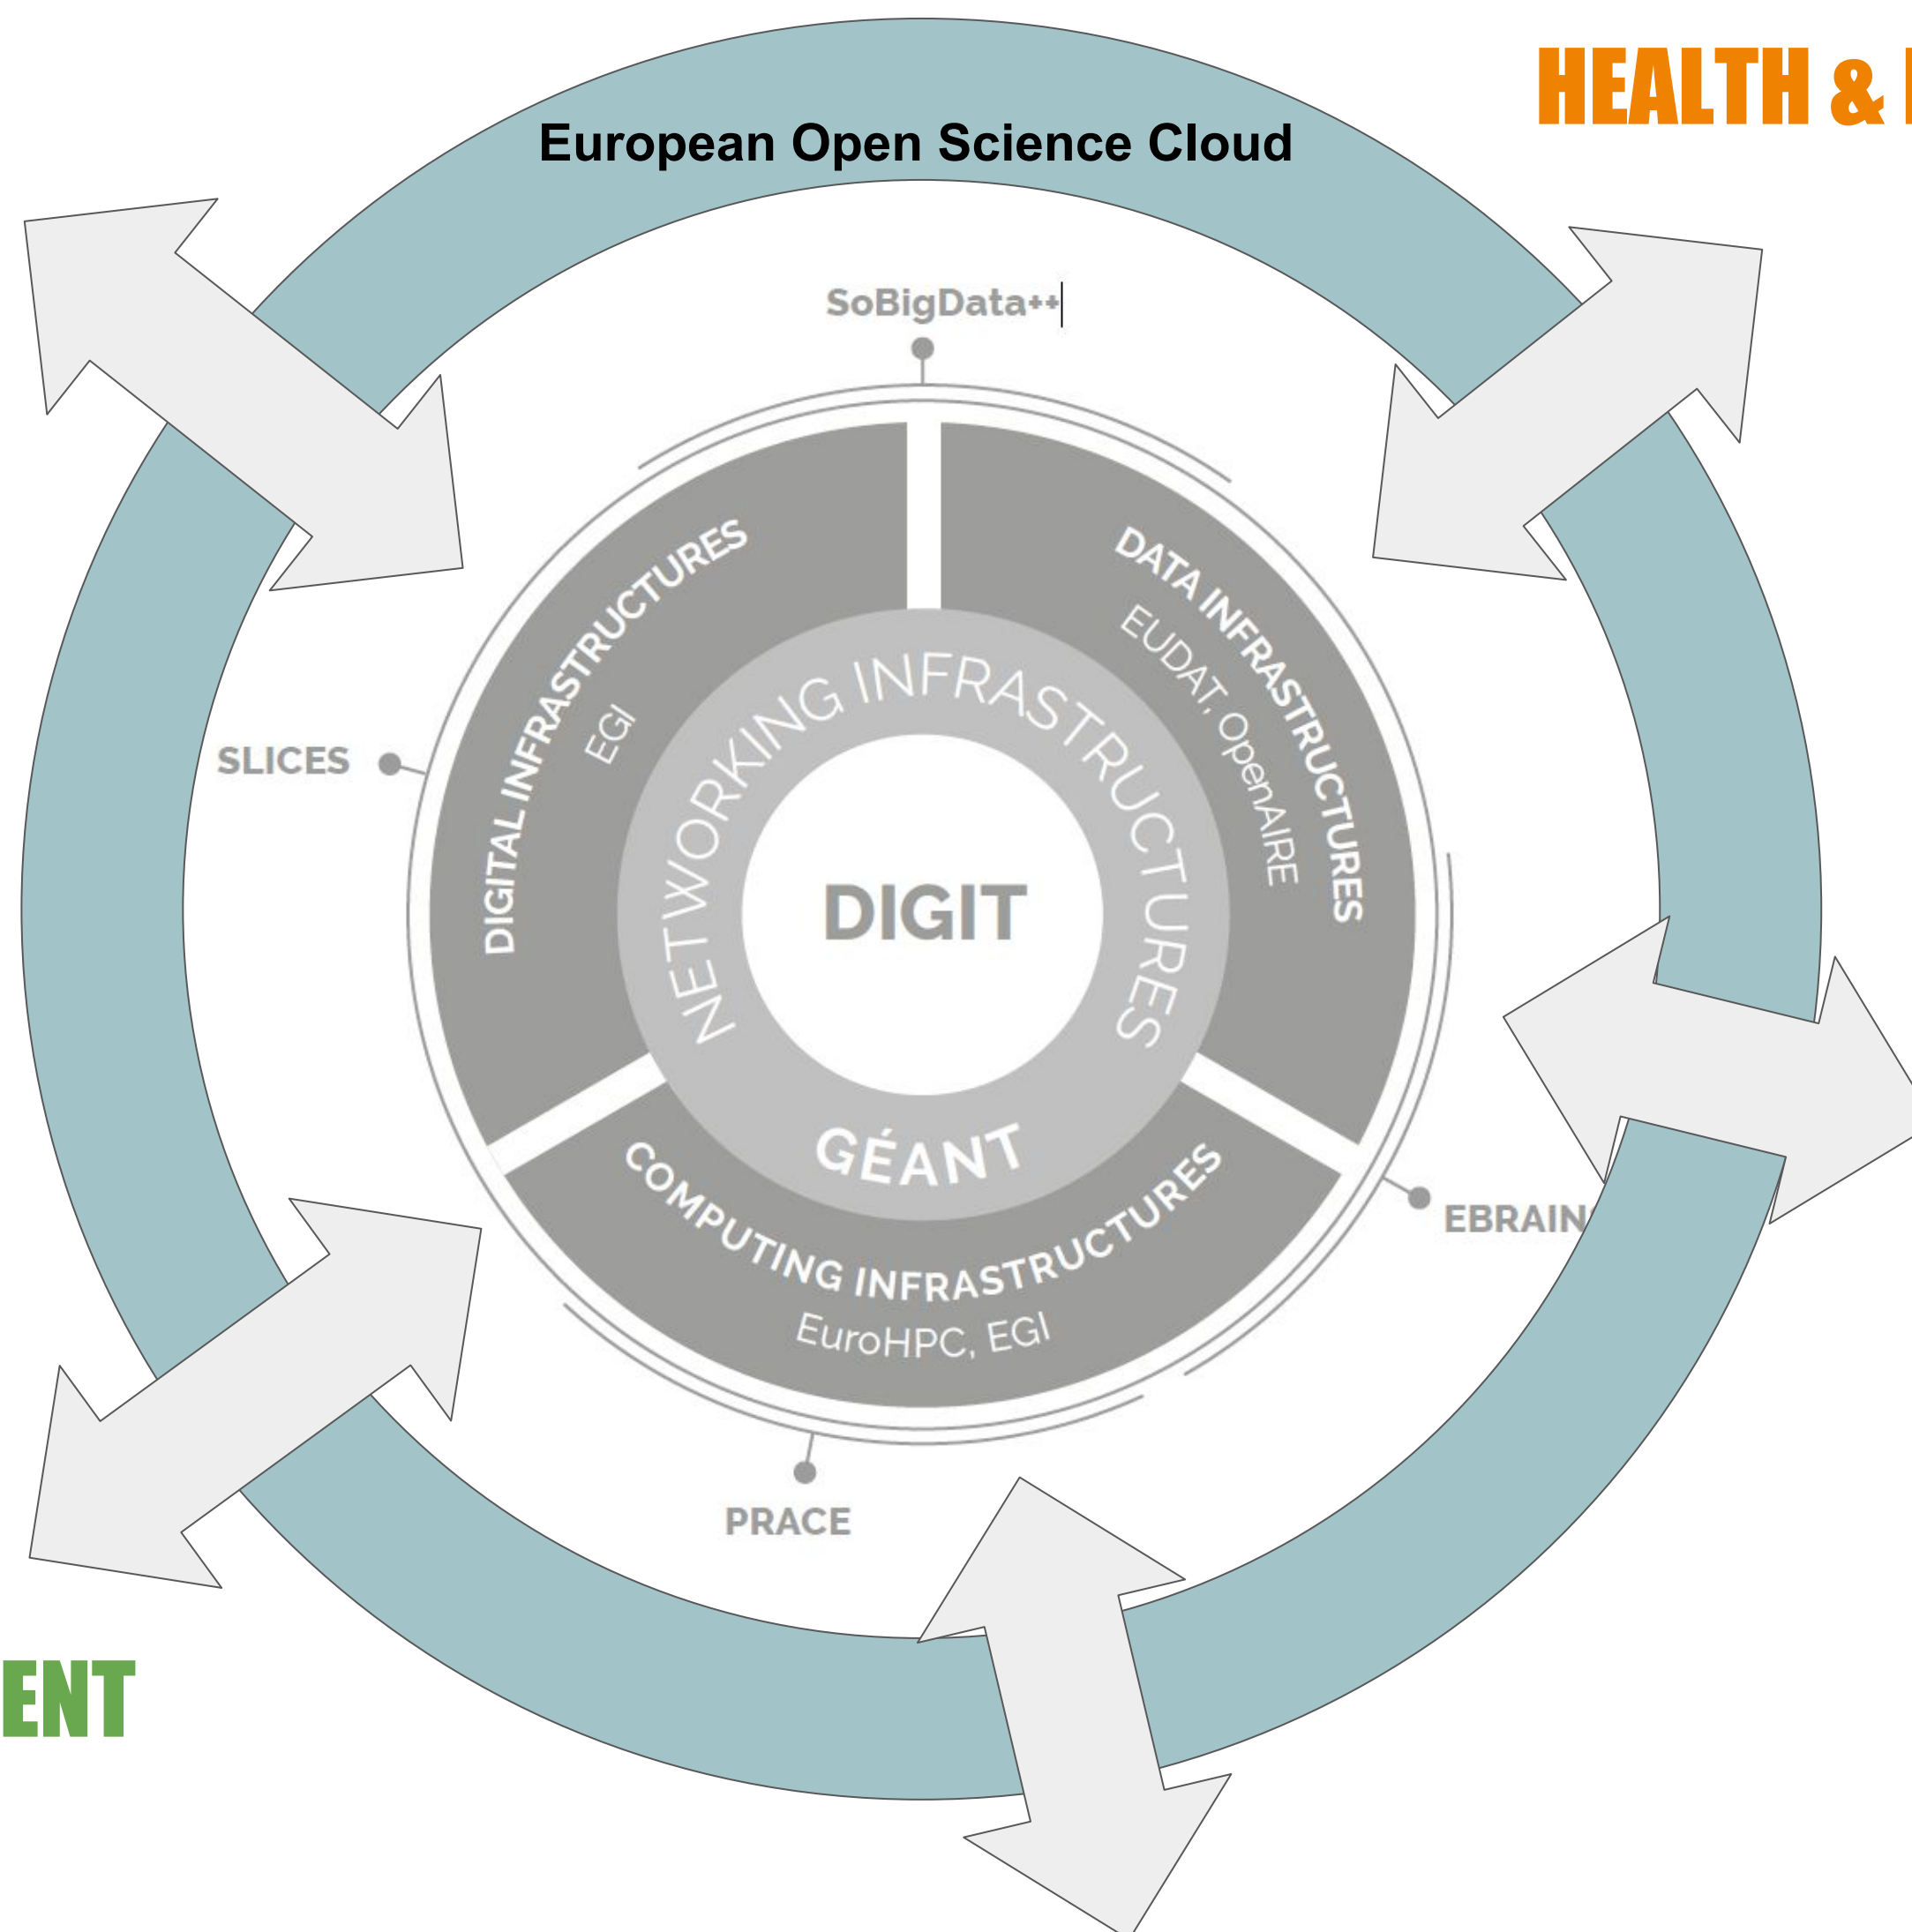 HEALTH &
European Open Science Cloud
SoBigData++
DIGITAL INFRASTRUCTURES
EGI
DATA INFRASTRUCTURES
EUDAT, OpenAIRE
NETWORKING INFRASTRUCTURES
SLICES
DIGIT
GÉANT
COMPUTING INFRASTRUCTURES
EuroHPC, EGI
EBRAIN
PRACE
ENT